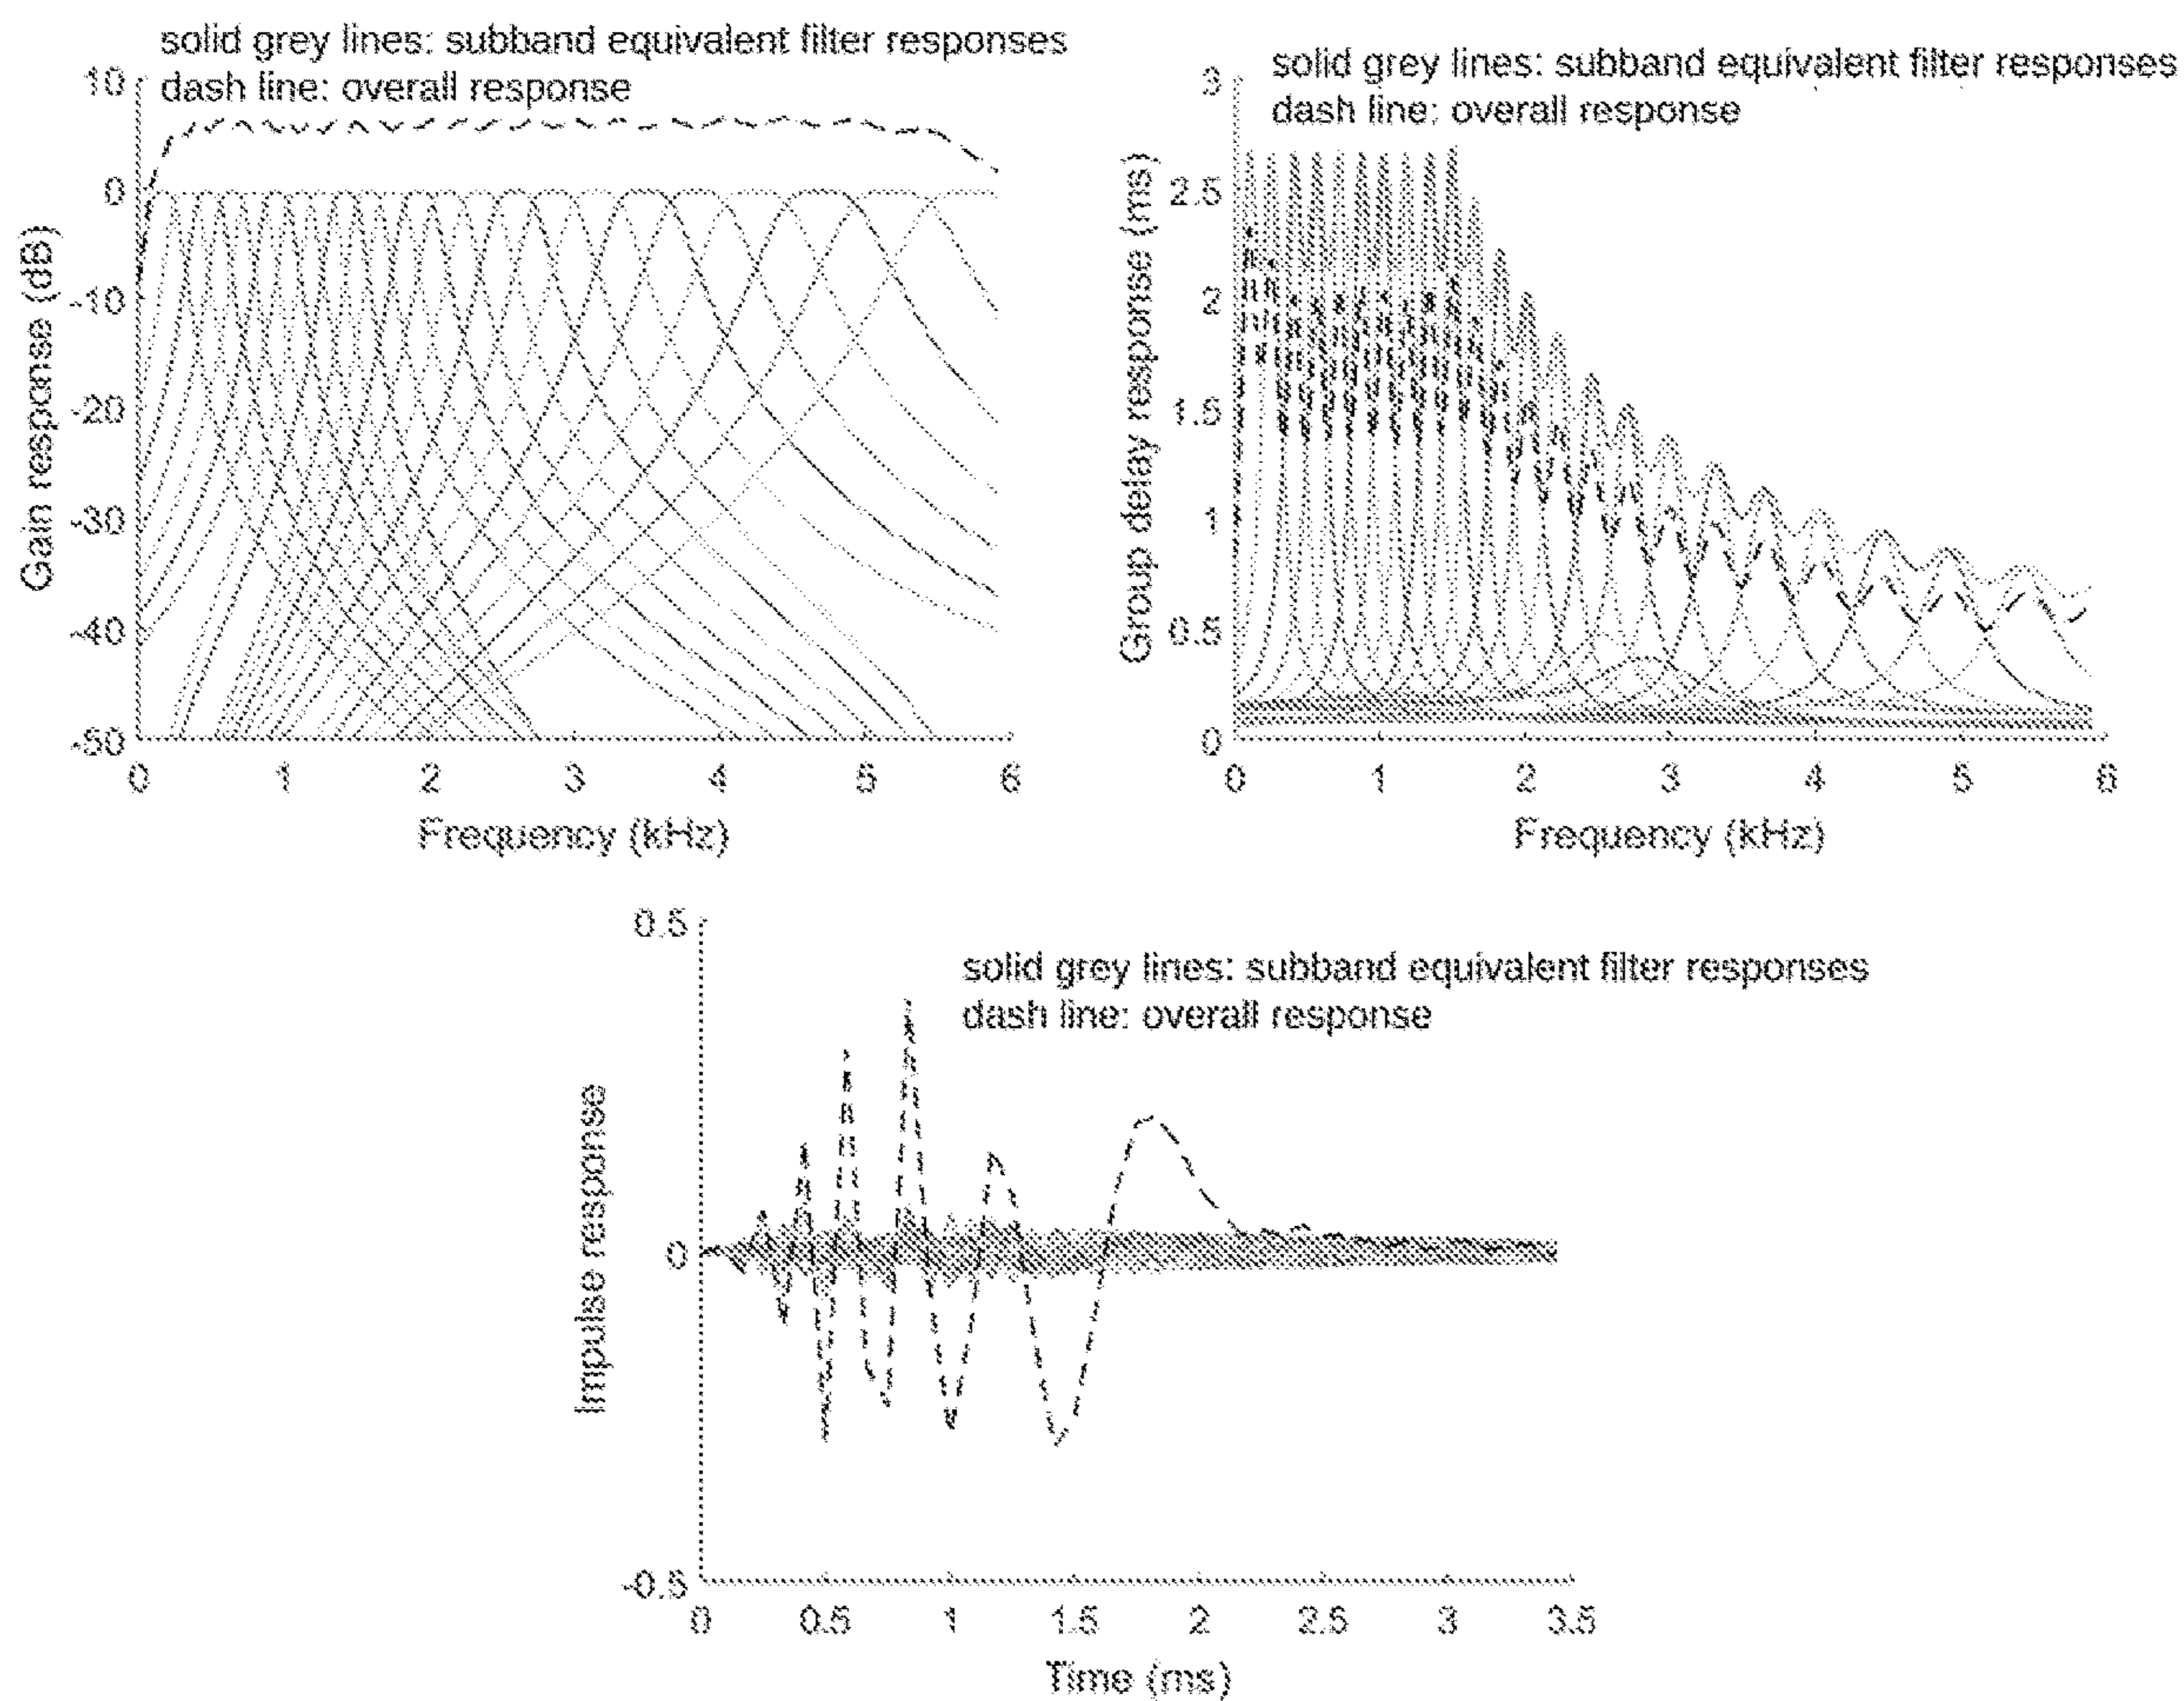 solid grey lines: subband equivalent filter responses
dash line: overall response
10
0
-10
-20
-30
-40
-50
Gain response (dB)
0 1 2 3 4 5 6
Frequency (kHz)
solid grey lines: subband equivalent filter responses
dash line: overall response
3
2.5
2
1.5
1
0.5
0
Group delay response (ms)
0 1 2 3 4 5 6
Frequency (kHz)
solid grey lines: subband equivalent filter responses
dash line: overall response
0.5
0
-0.5
Impulse response
0 0.5 1 1.5 2 2.5 3 3.5
Time (ms)